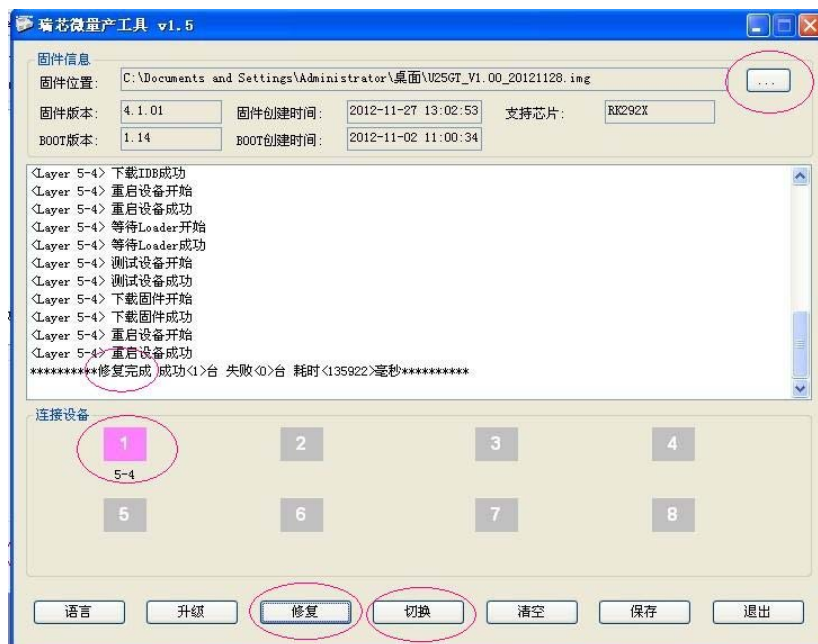 瑞芯微量产工具 v1.5
固件信息
固件位置: C:\Documents and Settings\Administrator\桌面\U25GT_V1.00_20121128.img ...
固件版本: 4.1.01 固件创建时间: 2012-11-27 13:02:53 支持芯片: RK292X
BOOT版本: 1.14 BOOT创建时间: 2012-11-02 11:00:34
<Layer 5-4> 下载IDB成功
<Layer 5-4> 重启设备开始
<Layer 5-4> 重启设备成功
<Layer 5-4> 等待Loader开始
<Layer 5-4> 等待Loader成功
<Layer 5-4> 测试设备开始
<Layer 5-4> 测试设备成功
<Layer 5-4> 下载固件开始
<Layer 5-4> 下载固件成功
<Layer 5-4> 重启设备开始
<Layer 5-4> 重启设备成功
**********修复完成 成功<1>台 失败<0>台 耗时<135922>毫秒**********
连接设备
1 2 3 4
5-4
5 6 7 8
语言 升级 修复 切换 清空 保存 退出